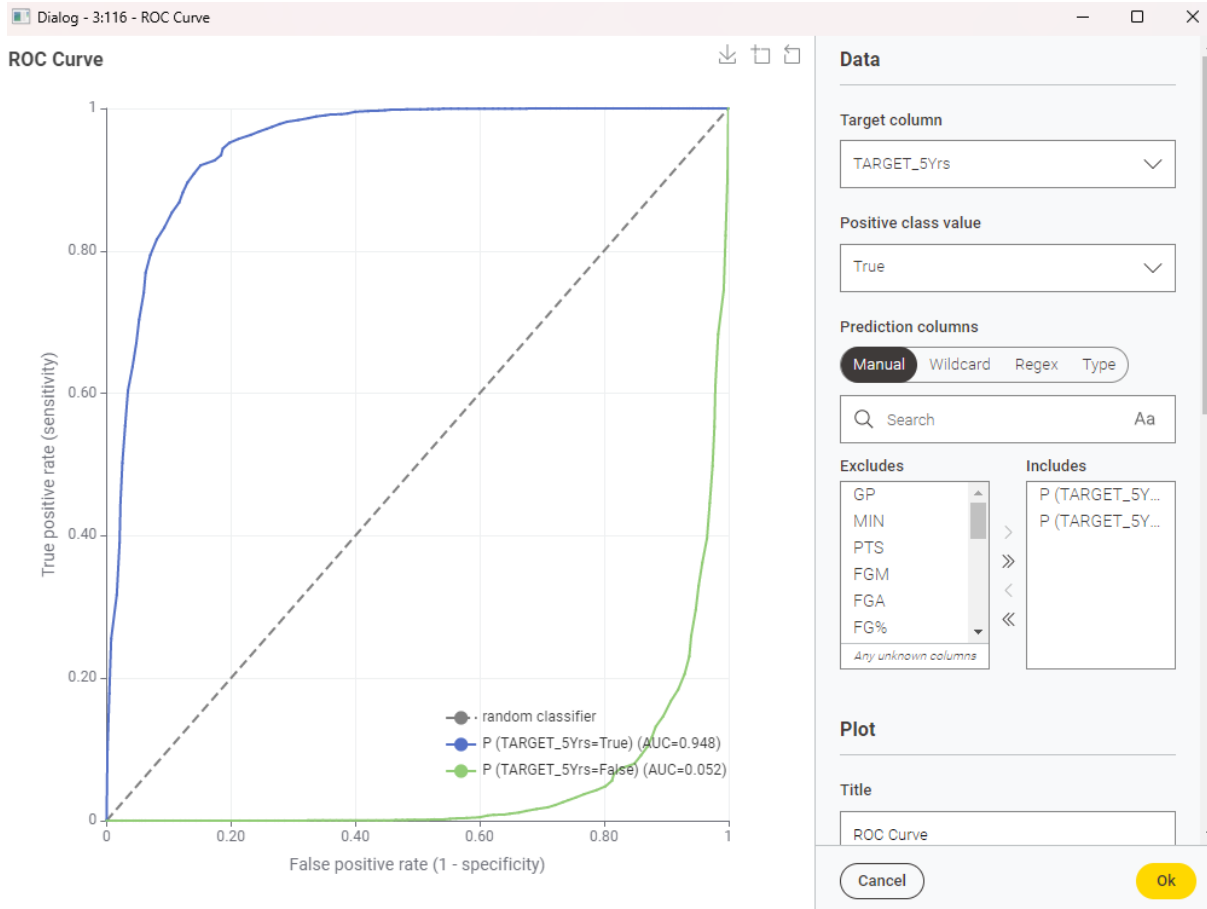 Dialog - 3:116 - ROC Curve
ROC Curve
1
0.80
0.60
0.40
0.20
0
True positive rate (sensitivity)
random classifier
P (TARGET_5Yrs=True) (AUC=0.948)
P (TARGET_5Yrs=False) (AUC=0.052)
0
0.20
0.40
0.60
0.80
1
False positive rate (1 - specificity)
Data
Target column
TARGET_5Yrs
Positive class value
True
Prediction columns
Manual Wildcard Regex Type
Search Aa
Excludes
GP
MIN
PTS
FGM
FGA
FG%
Any unknown columns
Includes
P (TARGET_5Y...
P (TARGET_5Y...
Plot
Title
ROC Curve
Cancel Ok